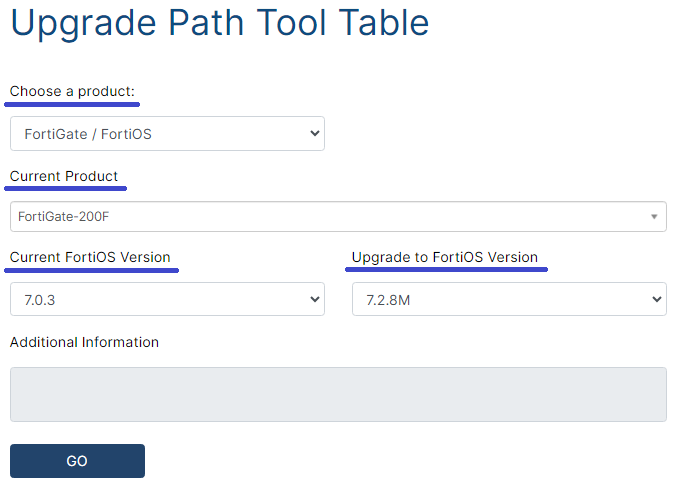 Upgrade Path Tool Table
Choose a product:
FortiGate / FortiOS
Current Product
FortiGate-200F
Current FortiOS Version
Upgrade to FortiOS Version
7.0.3
7.2.8M
Additional Information
GO